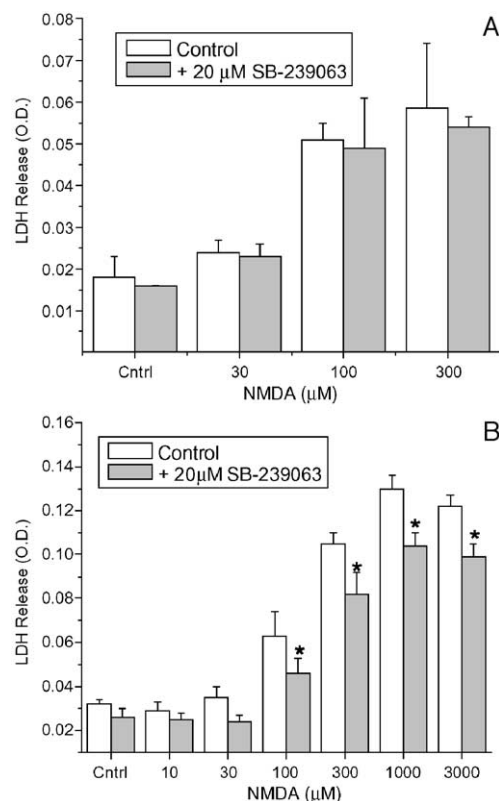 A
Control
+ 20 μM SB-239063
LDH Release (O.D.)
0.08
0.07
0.06
0.05
0.04
0.03
0.02
0.01
Cntrl 30 100 300
NMDA (μM)
B
Control
+ 20μM SB-239063
LDH Release (O.D.)
0.16
0.14
0.12
0.10
0.08
0.06
0.04
0.02
* * * *
Cntrl 10 30 100 300 1000 3000
NMDA (μM)